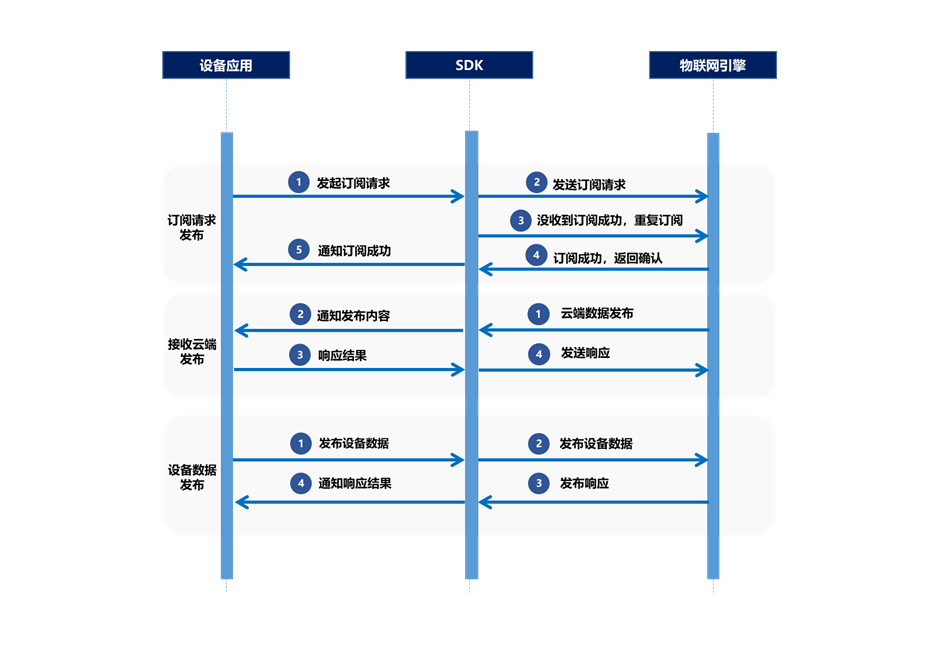 设备应用
SDK
物联网引擎
订阅请求
发布
1 发起订阅请求
2 发送订阅请求
3 没收到订阅成功，重复订阅
4 订阅成功，返回确认
5 通知订阅成功
接收云端
发布
1 云端数据发布
2 通知发布内容
3 响应结果
4 发送响应
设备数据
发布
1 发布设备数据
2 发布设备数据
3 发布响应
4 通知响应结果